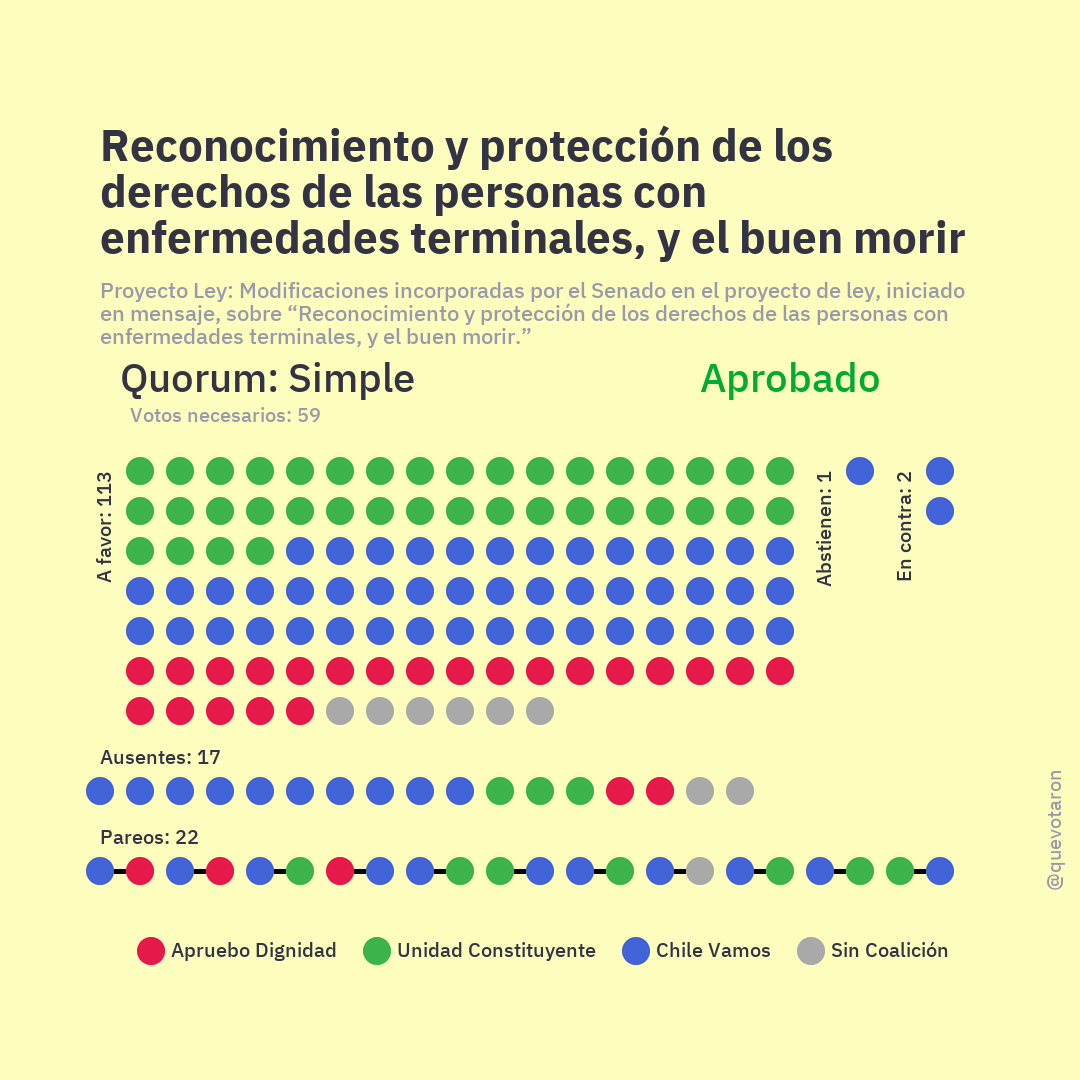 Reconocimiento y protección de los
derechos de las personas con
enfermedades terminales, y el buen morir
Proyecto Ley: Modificaciones incorporadas por el Senado en el proyecto de ley, iniciado
en mensaje, sobre “Reconocimiento y protección de los derechos de las personas con
enfermedades terminales, y el buen morir.”
Quorum: Simple
Aprobado
Votos necesarios: 59
A favor: 113
Abstienen: 1
En contra: 2
Ausentes: 17
Pareos: 22
@quevotaron
Apruebo Dignidad
Unidad Constituyente
Chile Vamos
Sin Coalición